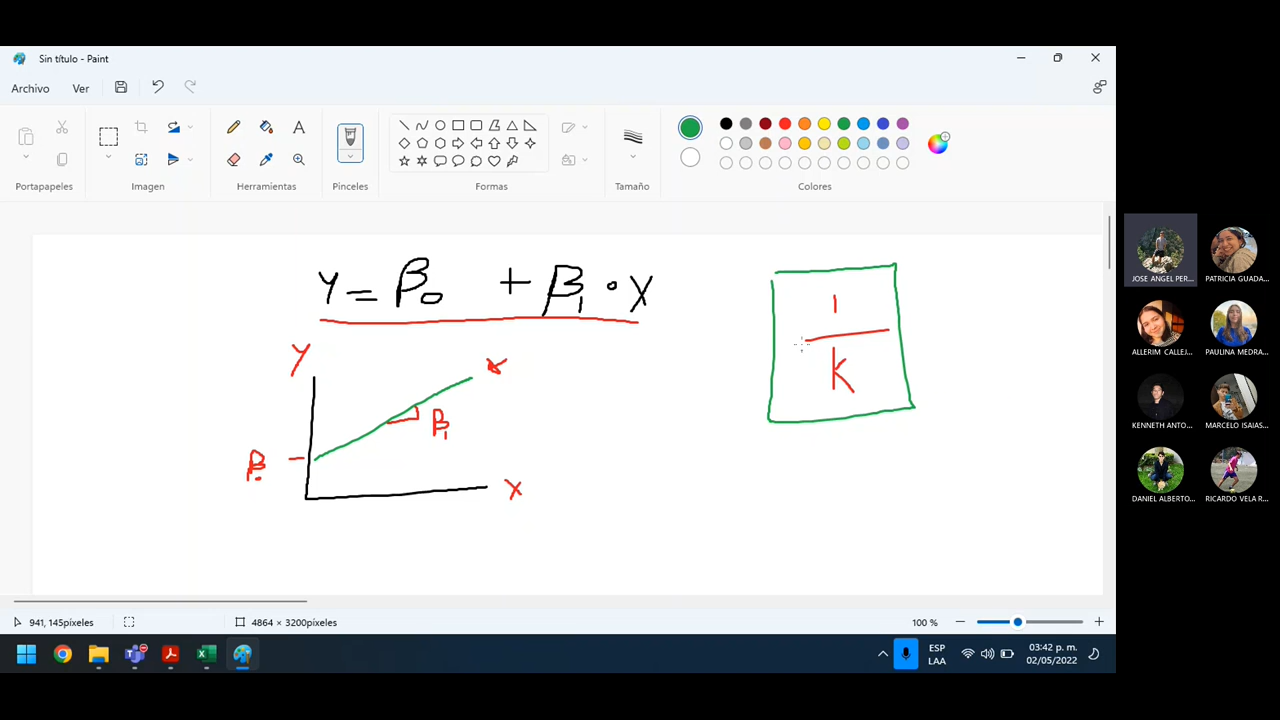 Sin título - Paint
Archivo Ver
Portapapeles Imagen Herramientas Pinceles Formas Tamaño Colores
Y = β₀ + β₁ · X
Y
β₁
β₀
X
1
K
JOSE ANGEL PER... PATRICIA GUADA...
ALLERIM CALLEJ... PAULINA MEDRA...
KENNETH ANTO... MARCELO ISAIAS...
DANIEL ALBERTO... RICARDO VELA R...
941, 145píxeles 4864 × 3200píxeles 100 %
ESP
LAA
03:42 p. m.
02/05/2022